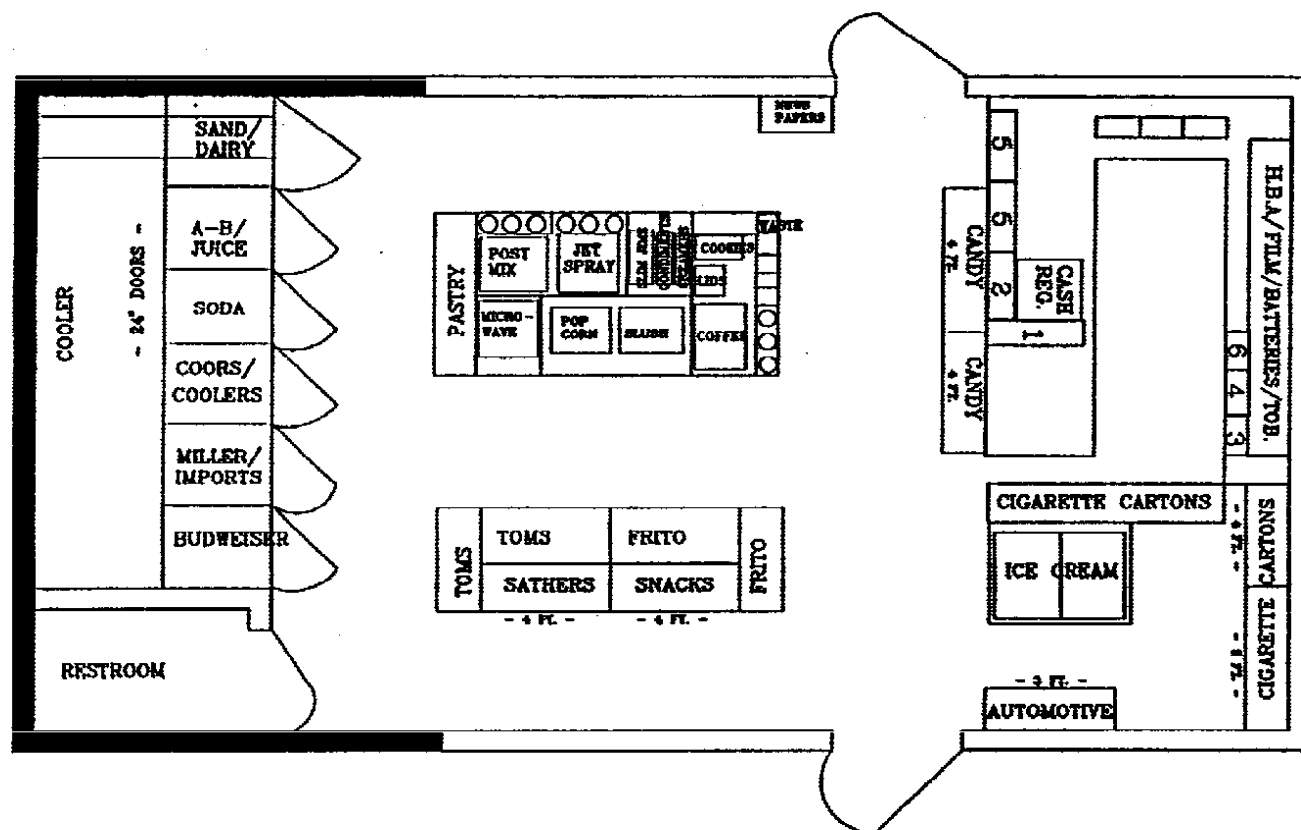 NEWS
PAPERS
SAND/
DAIRY
A-B/
JUICE
SODA
COORS/
COOLERS
MILLER/
IMPORTS
BUDWEISER
COOLER
- 24" DOORS -
RESTROOM
PASTRY
POST
MIX
JET
SPRAY
COOKIES
LIDS
MICRO-
WAVE
POP
CORN
SLUSH
COFFEE
TOMS
TOMS
FRITO
SATHERS
SNACKS
FRITO
- 4 FT. -
- 4 FT. -
5
5
2
CASH
REG.
1
CANDY
4 FT.
CANDY
4 FT.
H.B.A/FILM/BATTERIES/TOB.
6
4
3
CIGARETTE CARTONS
ICE CREAM
- 4 FT. -
CIGARETTE CARTONS
- 3 FT. -
AUTOMOTIVE